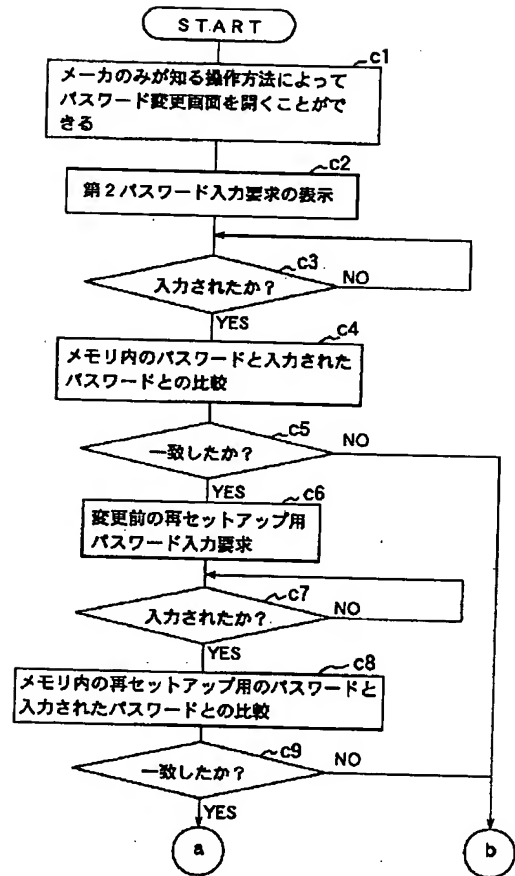 START
c1
メーカのみが知る操作方法によって
パスワード変更画面を開くことがで
きる
c2
第2パスワード入力要求の表示
c3
入力されたか?
NO
YES
c4
メモリ内のパスワードと入力された
パスワードとの比較
c5
一致したか?
NO
YES
c6
変更前の再セットアップ用
パスワード入力要求
c7
入力されたか?
NO
YES
c8
メモリ内の再セットアップ用のパスワードと
入力されたパスワードとの比較
c9
一致したか?
NO
YES
a
b